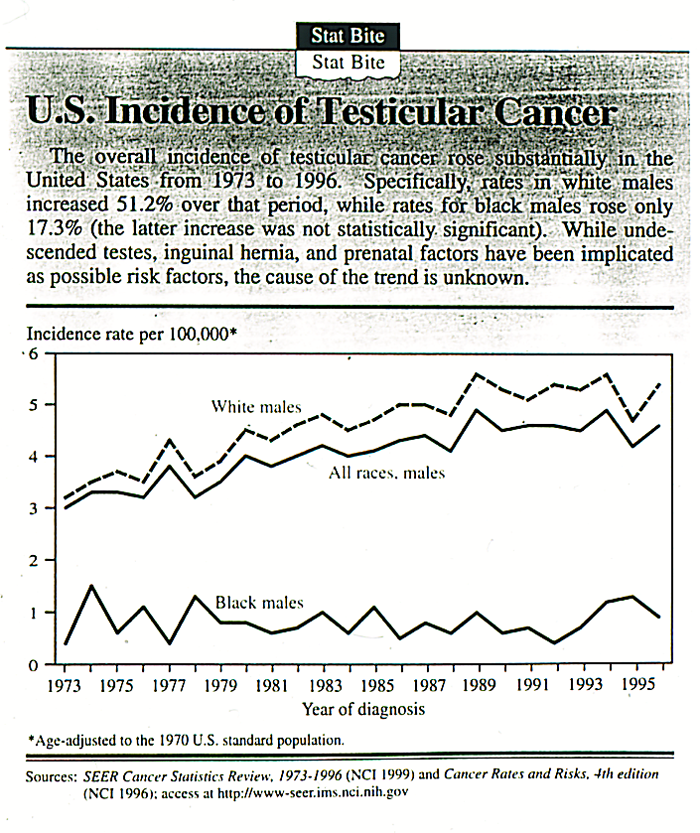 Stat Bite
Stat Bite
U.S. Incidence of Testicular Cancer
The overall incidence of testicular cancer rose substantially in the
United States from 1973 to 1996. Specifically, rates in white males
increased 51.2% over that period, while rates for black males rose only
17.3% (the latter increase was not statistically significant). While unde-
scended testes, inguinal hernia, and prenatal factors have been implicated
as possible risk factors, the cause of the trend is unknown.
Incidence rate per 100,000*
6
5
White males
4
All races, males
3
2
1
Black males
0
1973 1975 1977 1979 1981 1983 1985 1987 1989 1991 1993 1995
Year of diagnosis
*Age-adjusted to the 1970 U.S. standard population.
Sources: SEER Cancer Statistics Review, 1973-1996 (NCI 1999) and Cancer Rates and Risks, 4th edition
(NCI 1996); access at http://www-seer.ims.nci.nih.gov